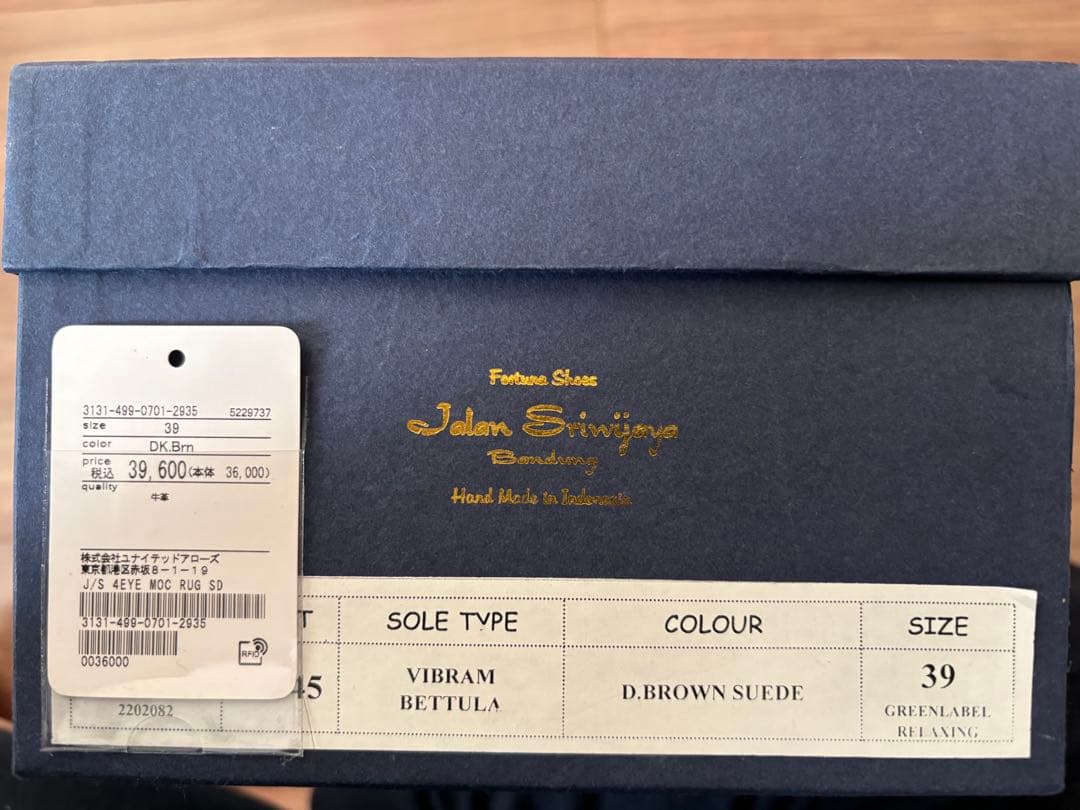 Fortuna Shoes
Jalan Sriwijaya
Bandung
Hand Made in Indonesia
3131-499-0701-2935 5229737
size 39
color DK.Brn
price
税込 39,600(本体 36,000)
quality
牛革
株式会社ユナイテッドアローズ
東京都港区赤坂8-1-19
J/S 4EYE MOC RUG SD
3131-499-0701-2935
0036000
RFID
T SOLE TYPE COLOUR SIZE
2202082 45 VIBRAM BETTULA D.BROWN SUEDE 39
GREENLABEL
RELAXING